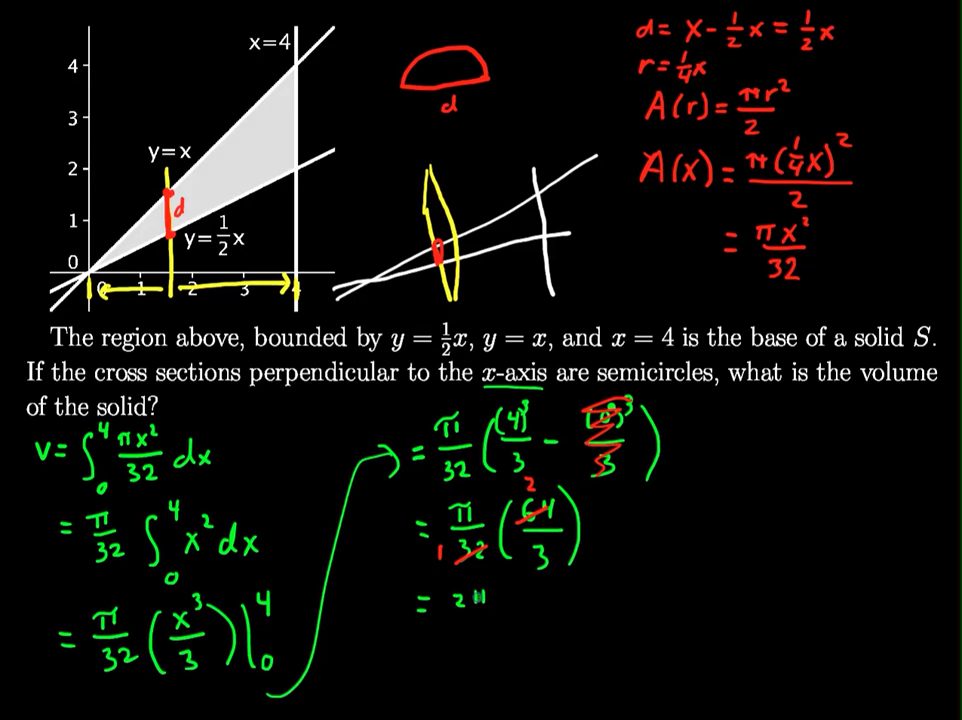 x=4
4
3
y=x
2
1
d
y=1/2x
0
0 1 2 3 4
d
d= x-1/2x = 1/2x
r=1/4x
A(r)= πr²/2
A(x)= π(1/4x)²/2
= πx²/32
The region above, bounded by y = ½x, y = x, and x = 4 is the base of a solid S.
If the cross sections perpendicular to the x-axis are semicircles, what is the volume
of the solid?
v= ∫₀⁴ πx²/32 dx
= π/32 ∫₀⁴ x² dx
= π/32 (x³/3)|₀⁴
= π/32 ((4)³/3 - (0)³/3)
= π/32 (64/3)
1 2
= 2π